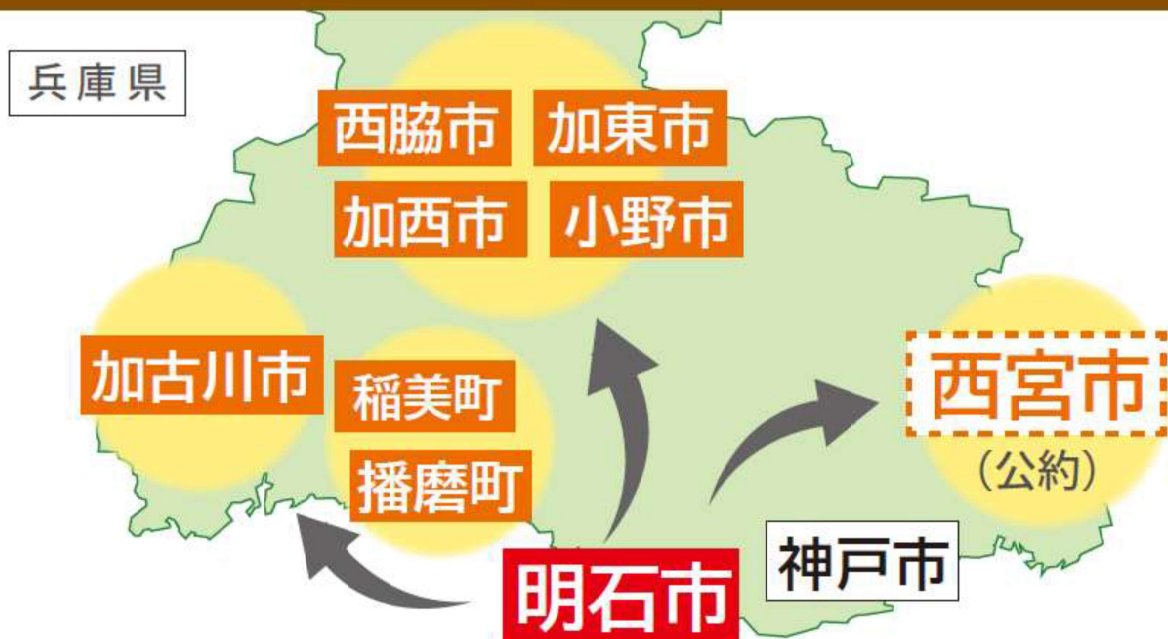 兵庫県
西脇市
加東市
加西市
小野市
加古川市
稲美町
播磨町
西宮市
（公約）
明石市
神戸市